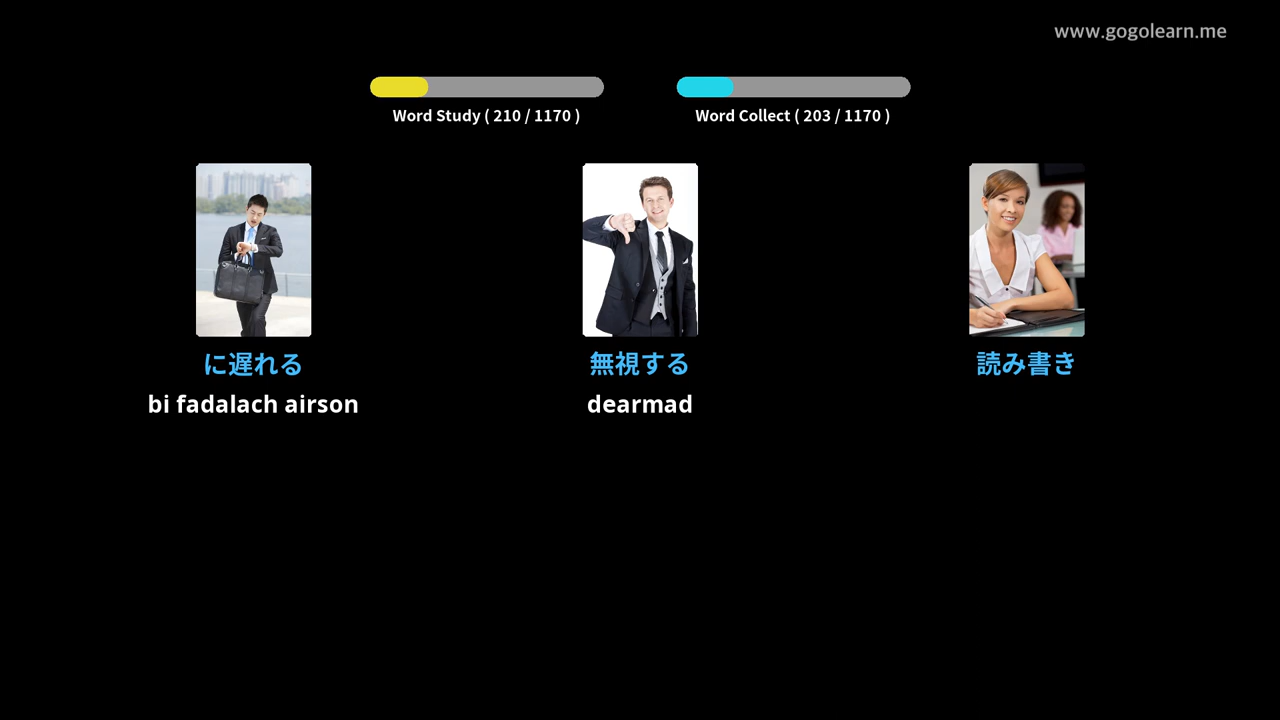 www.gogolearn.me
Word Study ( 210 / 1170 )
Word Collect ( 203 / 1170 )
に遅れる
無視する
読み書き
bi fadalach airson
dearmad